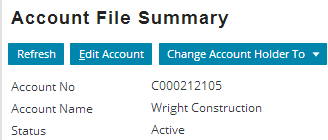 Account File Summary
Refresh Edit Account Change Account Holder To
Account No C000212105
Account Name Wright Construction
Status Active